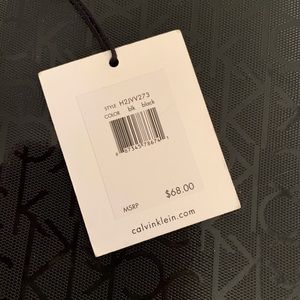 STYLE H2JVV273
COLOR blk black
MSRP $68.00
calvinklein.com